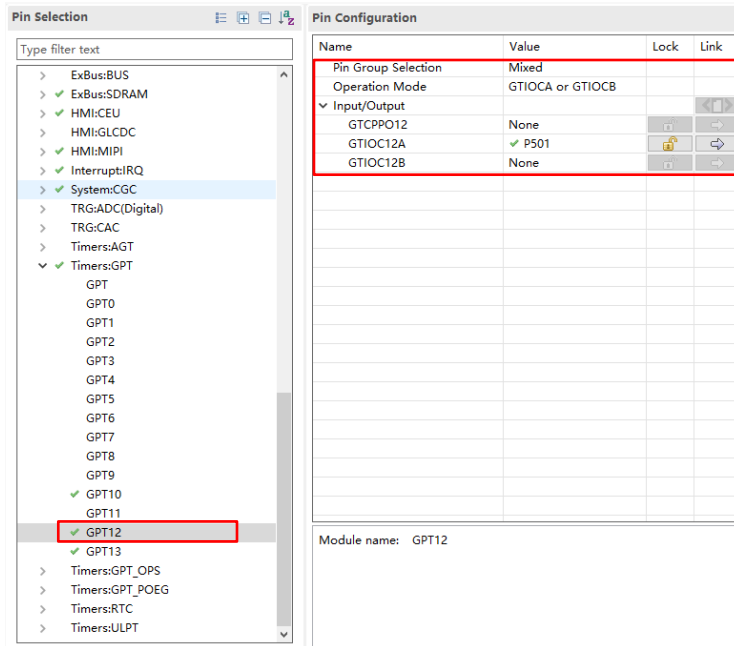 Pin Selection
Type filter text
ExBus:BUS
ExBus:SDRAM
HMI:CEU
HMI:GLCDC
HMI:MIPI
Interrupt:IRQ
System:CGC
TRG:ADC(Digital)
TRG:CAC
Timers:AGT
Timers:GPT
GPT
GPT0
GPT1
GPT2
GPT3
GPT4
GPT5
GPT6
GPT7
GPT8
GPT9
GPT10
GPT11
GPT12
GPT13
Timers:GPT_OPS
Timers:GPT_POEG
Timers:RTC
Timers:ULPT
Pin Configuration
Name Value Lock Link
Pin Group Selection Mixed
Operation Mode GTIOCA or GTIOCB
Input/Output
GTCPPO12 None
GTIOC12A P501
GTIOC12B None
Module name: GPT12